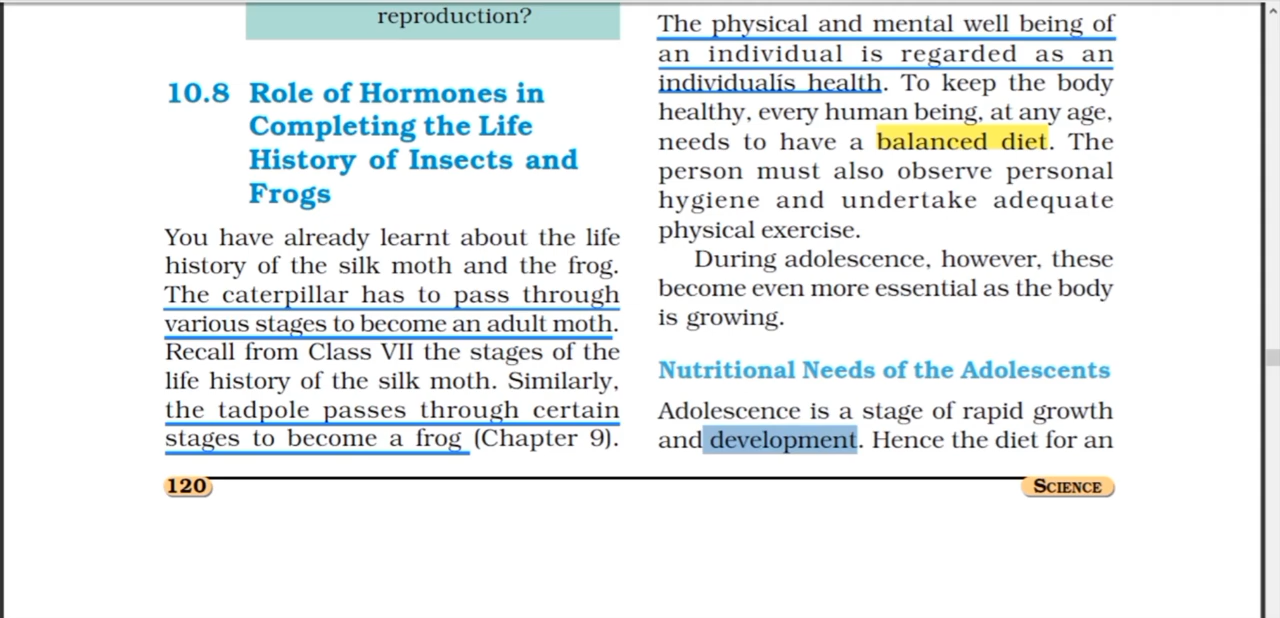 reproduction?
10.8 Role of Hormones in
Completing the Life
History of Insects and
Frogs
You have already learnt about the life
history of the silk moth and the frog.
The caterpillar has to pass through
various stages to become an adult moth.
Recall from Class VII the stages of the
life history of the silk moth. Similarly,
the tadpole passes through certain
stages to become a frog (Chapter 9).
The physical and mental well being of
an individual is regarded as an
individualís health. To keep the body
healthy, every human being, at any age,
needs to have a balanced diet. The
person must also observe personal
hygiene and undertake adequate
physical exercise.
During adolescence, however, these
become even more essential as the body
is growing.
Nutritional Needs of the Adolescents
Adolescence is a stage of rapid growth
and development. Hence the diet for an
120
SCIENCE